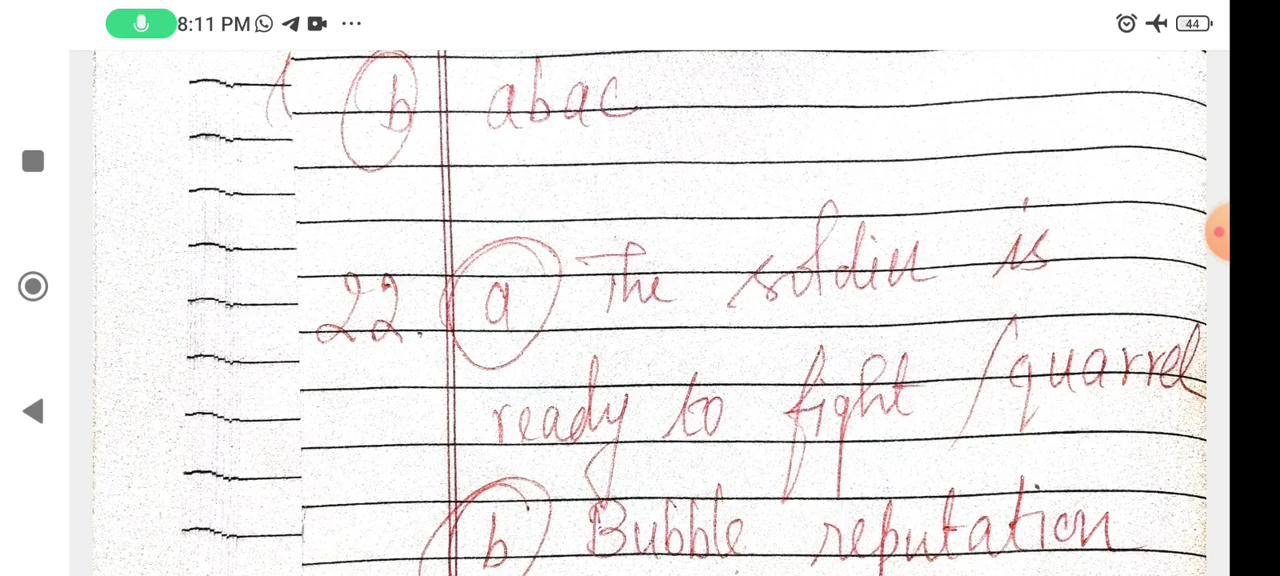 8:11 PM
44
b abac
22. a The soldier is
ready to fight / quarrel
b Bubble reputation